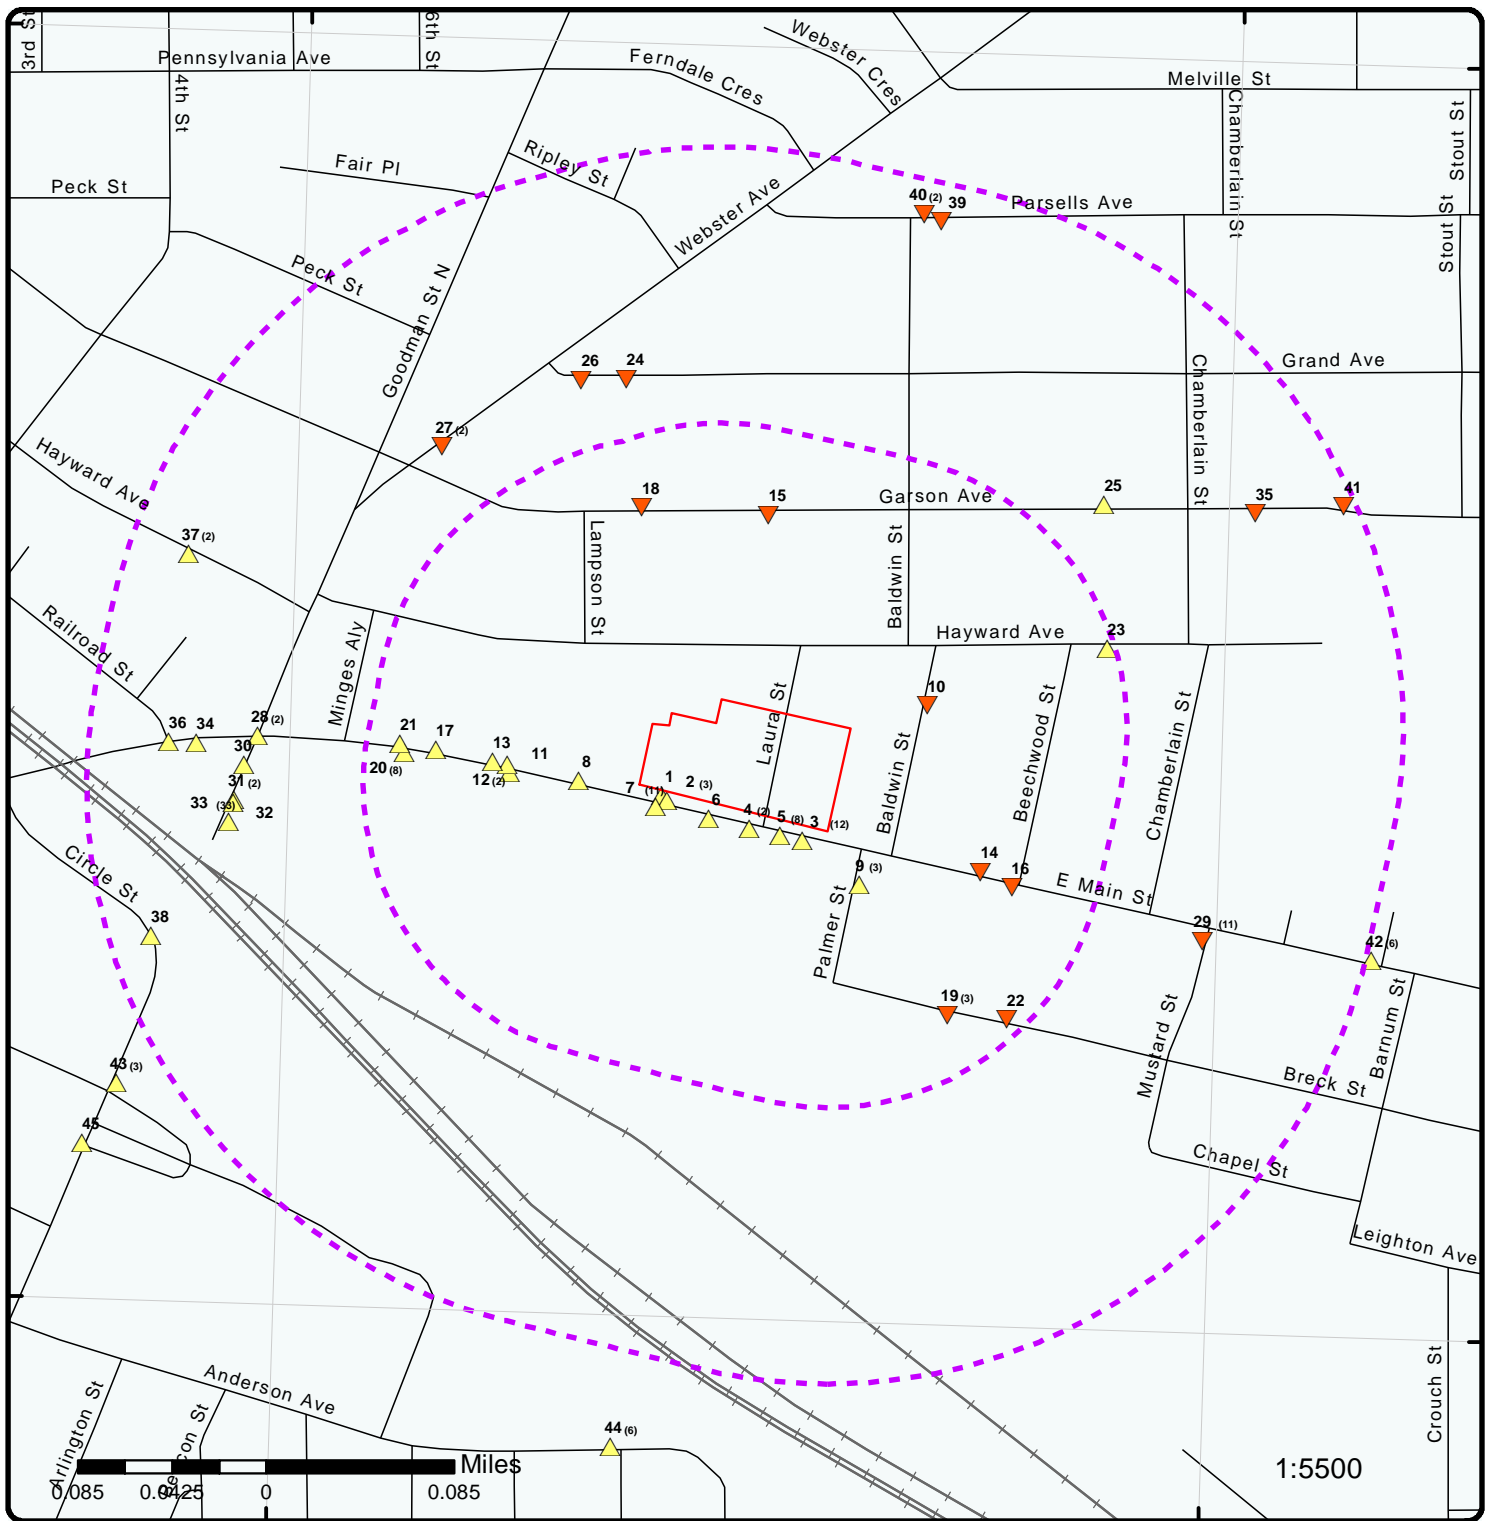 3rd St
6th St
Pennsylvania Ave
Ferndale Cres
Webster Cres
Melville St
4th St
Chamberlain St
Stout St
Fair Pl
Ripley St
Peck St
40 (2)
39
Parsells Ave
Webster Ave
Stout St
Peck St
Goodman St N
26
24
Grand Ave
Chamberlain St
27 (2)
Hayward Ave
18
15
Garson Ave
25
35
41
37 (2)
Lampson St
Baldwin St
Railroad St
Minges Aly
Hayward Ave
23
Laura St
10
Beechwood St
Chamberlain St
36
34
28 (2)
30
21
17
20 (8)
13
11
12 (2)
8
Baldwin St
31 (2)
33 (33)
32
7 (11)
1
2 (3)
6
4 (2)
5 (8)
3 (12)
Circle St
9 (3)
14
16
E Main St
38
Palmer St
29 (11)
42 (6)
19 (3)
22
Mustard St
Barnum St
43 (3)
Breck St
45
Chapel St
Leighton Ave
Anderson Ave
Arlington St
Crouch St
44 (6)
Miles
1:5500
0.085
0.0425
0
0.085